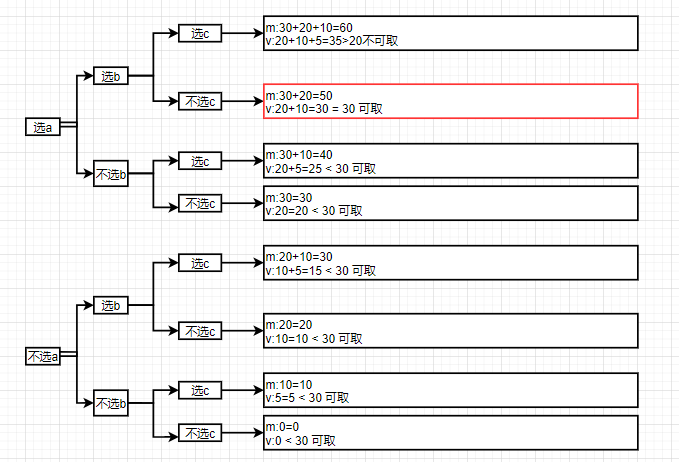 选c
m:30+20+10=60
v:20+10+5=35>20不可取
选b
不选c
m:30+20=50
v:20+10=30 = 30 可取
选a
选c
m:30+10=40
v:20+5=25 < 30 可取
不选b
不选c
m:30=30
v:20=20 < 30 可取
选c
m:20+10=30
v:10+5=15 < 30 可取
选b
不选c
m:20=20
v:10=10 < 30 可取
不选a
选c
m:10=10
v:5=5 < 30 可取
不选b
不选c
m:0=0
v:0 < 30 可取